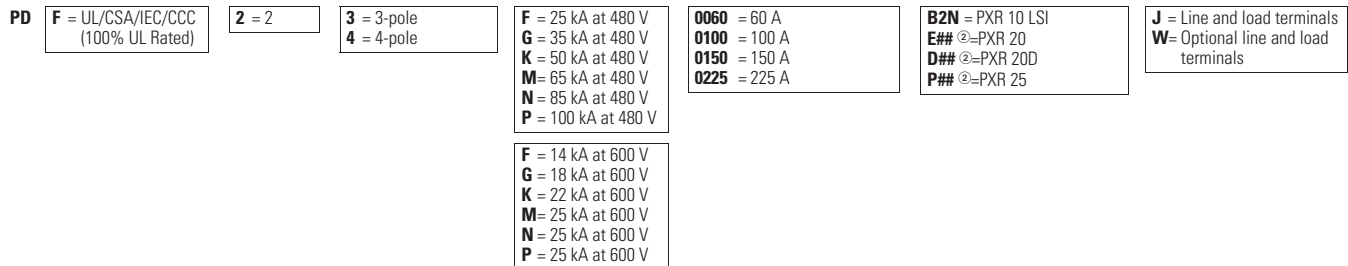 PD
F = UL/CSA/IEC/CCC
(100% UL Rated)
2 = 2
3 = 3-pole
4 = 4-pole
F = 25 kA at 480 V
G = 35 kA at 480 V
K = 50 kA at 480 V
M= 65 kA at 480 V
N = 85 kA at 480 V
P = 100 kA at 480 V
F = 14 kA at 600 V
G = 18 kA at 600 V
K = 22 kA at 600 V
M= 25 kA at 600 V
N = 25 kA at 600 V
P = 25 kA at 600 V
0060 = 60 A
0100 = 100 A
0150 = 150 A
0225 = 225 A
B2N = PXR 10 LSI
E## ②=PXR 20
D## ②=PXR 20D
P## ②=PXR 25
J = Line and load terminals
W= Optional line and load
terminals